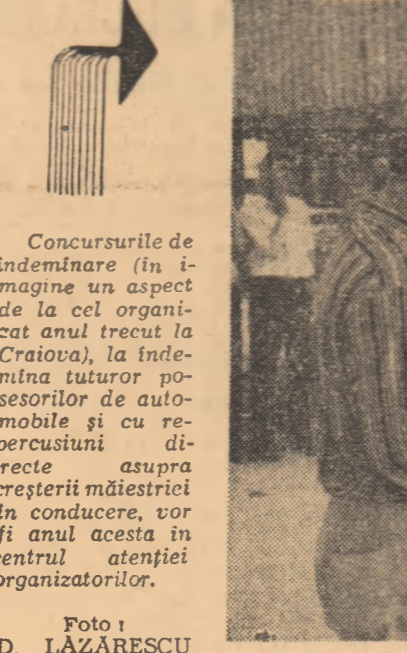 Concursurile de
îndemînare (în i-
magine un aspect
de la cel organi-
zat anul trecut la
Craiova), la înde-
mîna tuturor po-
sesorilor de auto-
mobile și cu re-
percusiuni di-
recte asupra
creșterii măiestriei
în conducere, vor
fi anul acesta în
centrul atenției
organizatorilor.
Foto :
D. LĂZĂRESCU